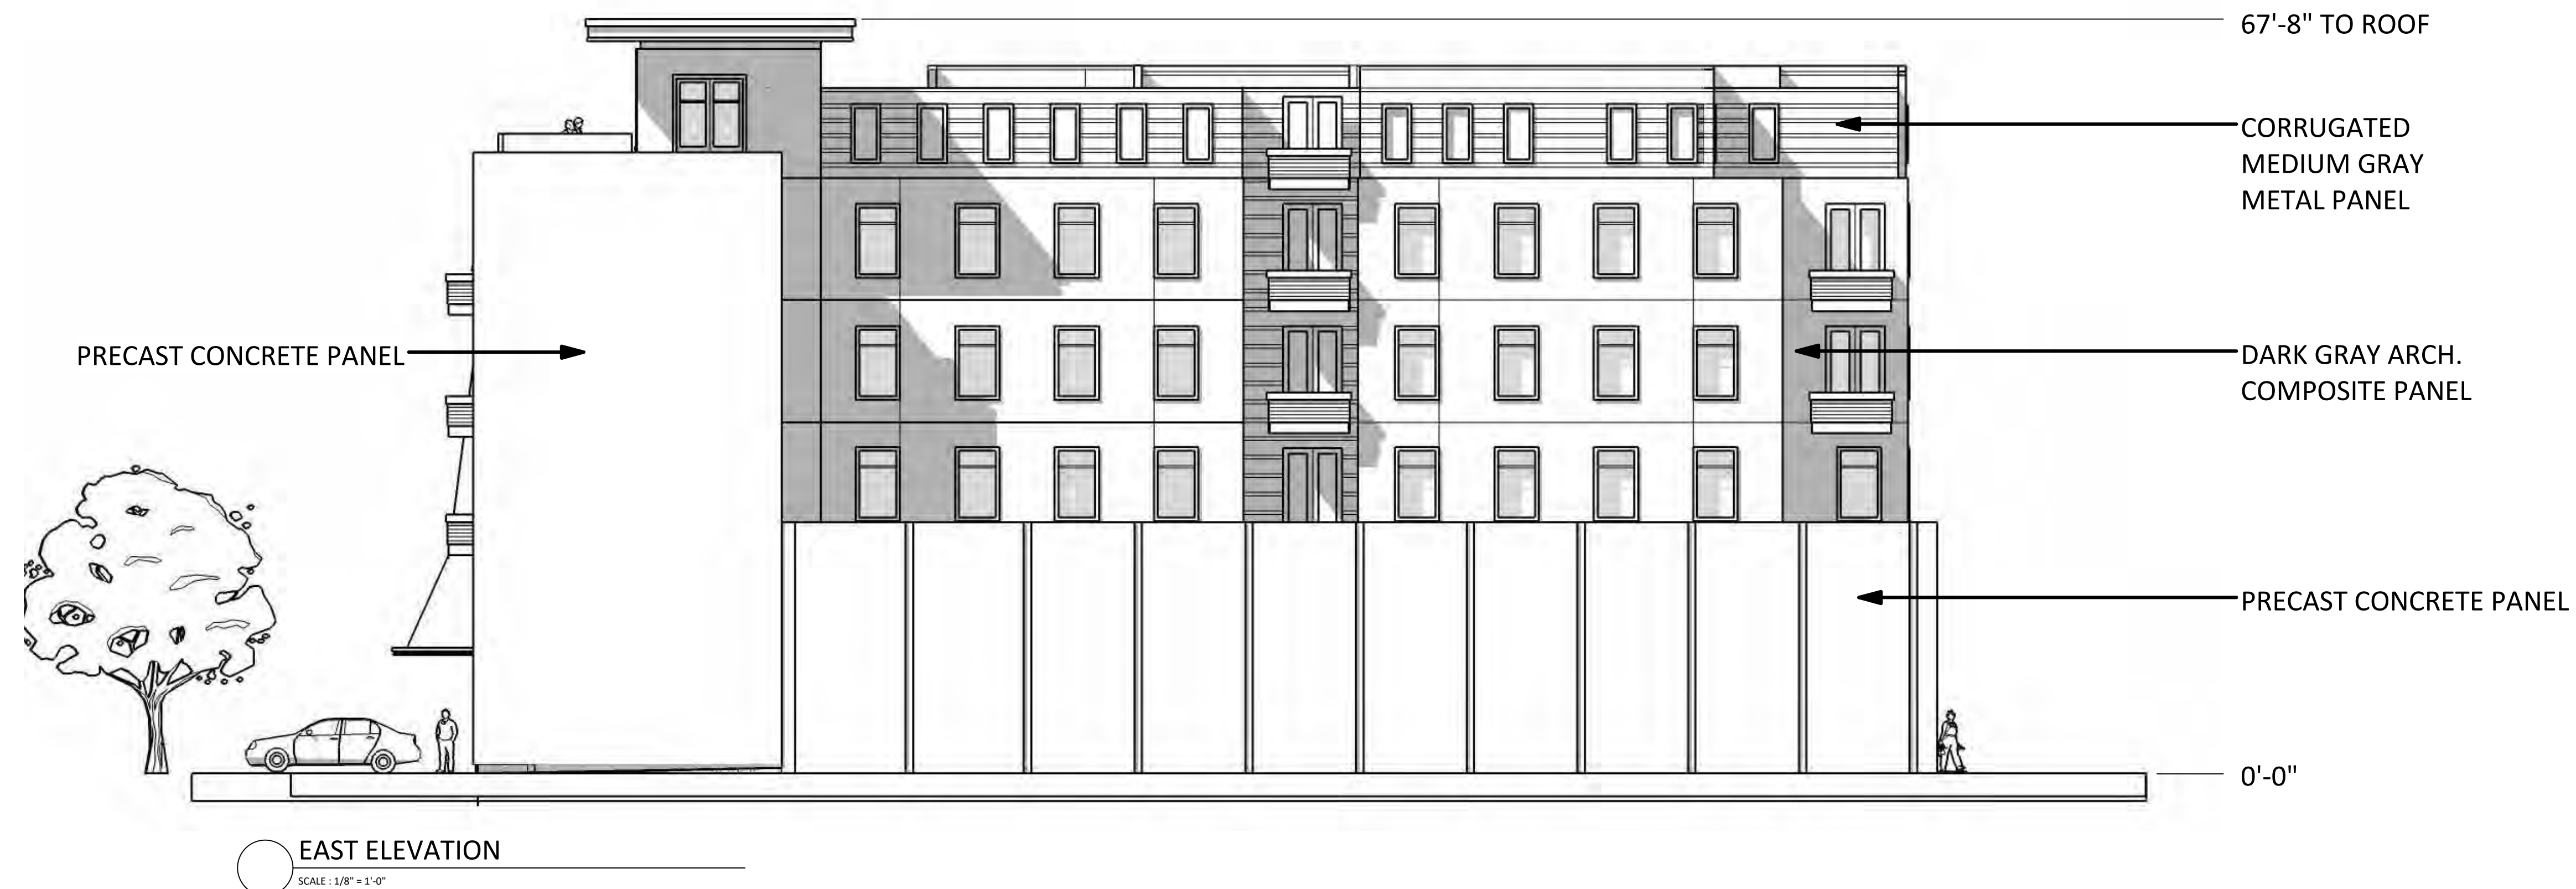 67'-8" TO ROOF
CORRUGATED
MEDIUM GRAY
METAL PANEL
PRECAST CONCRETE PANEL
DARK GRAY ARCH.
COMPOSITE PANEL
PRECAST CONCRETE PANEL
0'-0"
EAST ELEVATION
SCALE : 1/8" = 1'-0"